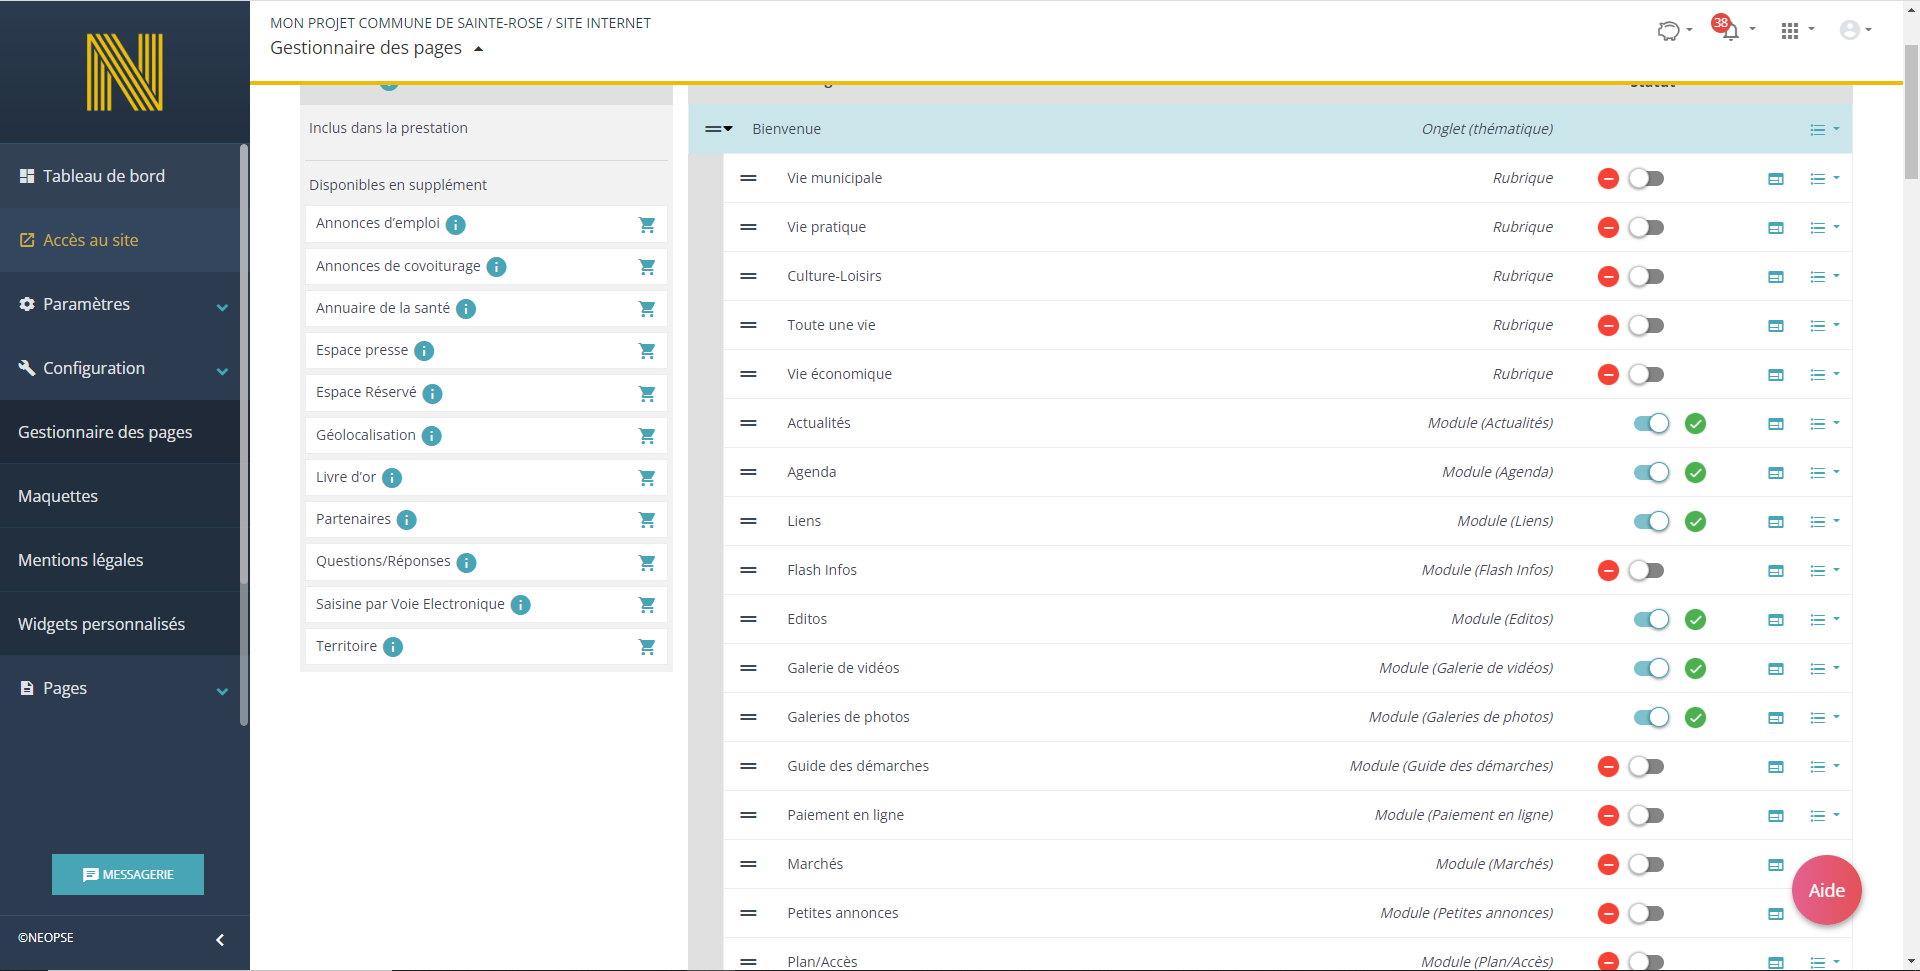 MON PROJET COMMUNE DE SAINTE-ROSE / SITE INTERNET
Gestionnaire des pages
38
Tableau de bord
Accès au site
Paramètres
Configuration
Gestionnaire des pages
Maquettes
Mentions légales
Widgets personnalisés
Pages
MESSAGERIE
©NEOPSE
Inclus dans la prestation
Disponibles en supplément
Annonces d’emploi
Annonces de covoiturage
Annuaire de la santé
Espace presse
Espace Réservé
Géolocalisation
Livre d’or
Partenaires
Questions/Réponses
Saisine par Voie Electronique
Territoire
Statut
Bienvenue Onglet (thématique)
Vie municipale Rubrique
Vie pratique Rubrique
Culture-Loisirs Rubrique
Toute une vie Rubrique
Vie économique Rubrique
Actualités Module (Actualités)
Agenda Module (Agenda)
Liens Module (Liens)
Flash Infos Module (Flash Infos)
Editos Module (Editos)
Galerie de vidéos Module (Galerie de vidéos)
Galeries de photos Module (Galeries de photos)
Guide des démarches Module (Guide des démarches)
Paiement en ligne Module (Paiement en ligne)
Marchés Module (Marchés)
Petites annonces Module (Petites annonces)
Plan/Accès Module (Plan/Accès)
Aide